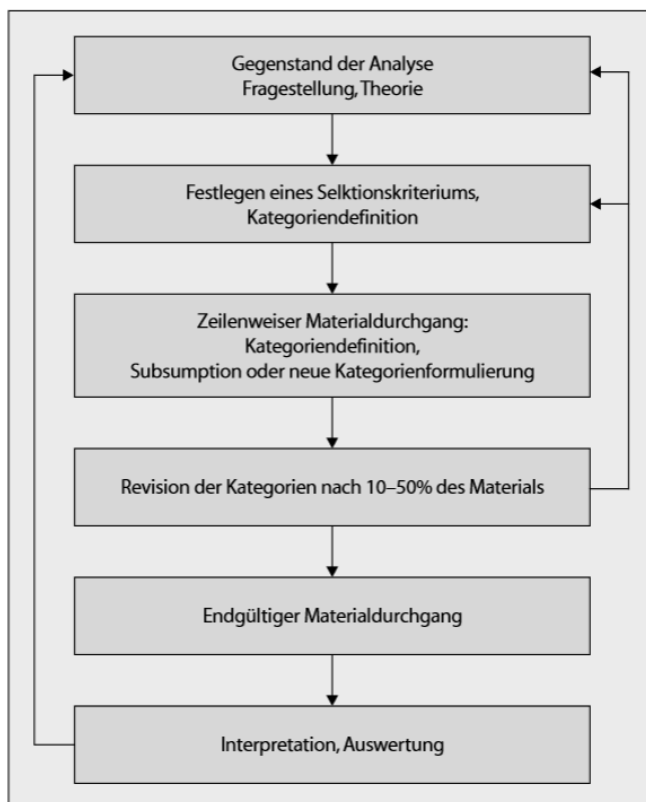 Gegenstand der Analyse
Fragestellung, Theorie
Festlegen eines Selktionskriteriums,
Kategoriendefinition
Zeilenweiser Materialdurchgang:
Kategoriendefinition,
Subsumption oder neue Kategorienformulierung
Revision der Kategorien nach 10–50% des Materials
Endgültiger Materialdurchgang
Interpretation, Auswertung